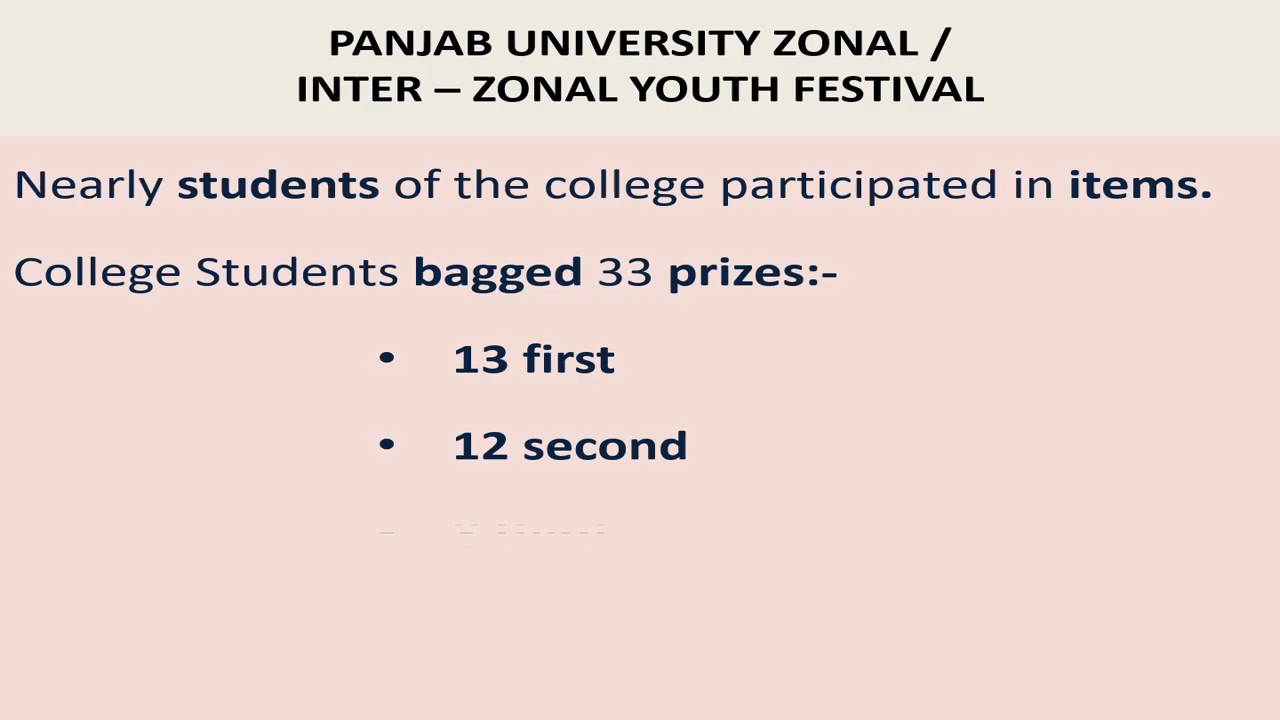 PANJAB UNIVERSITY ZONAL /
INTER – ZONAL YOUTH FESTIVAL
Nearly students of the college participated in items.
College Students bagged 33 prizes:-
• 13 first
• 12 second